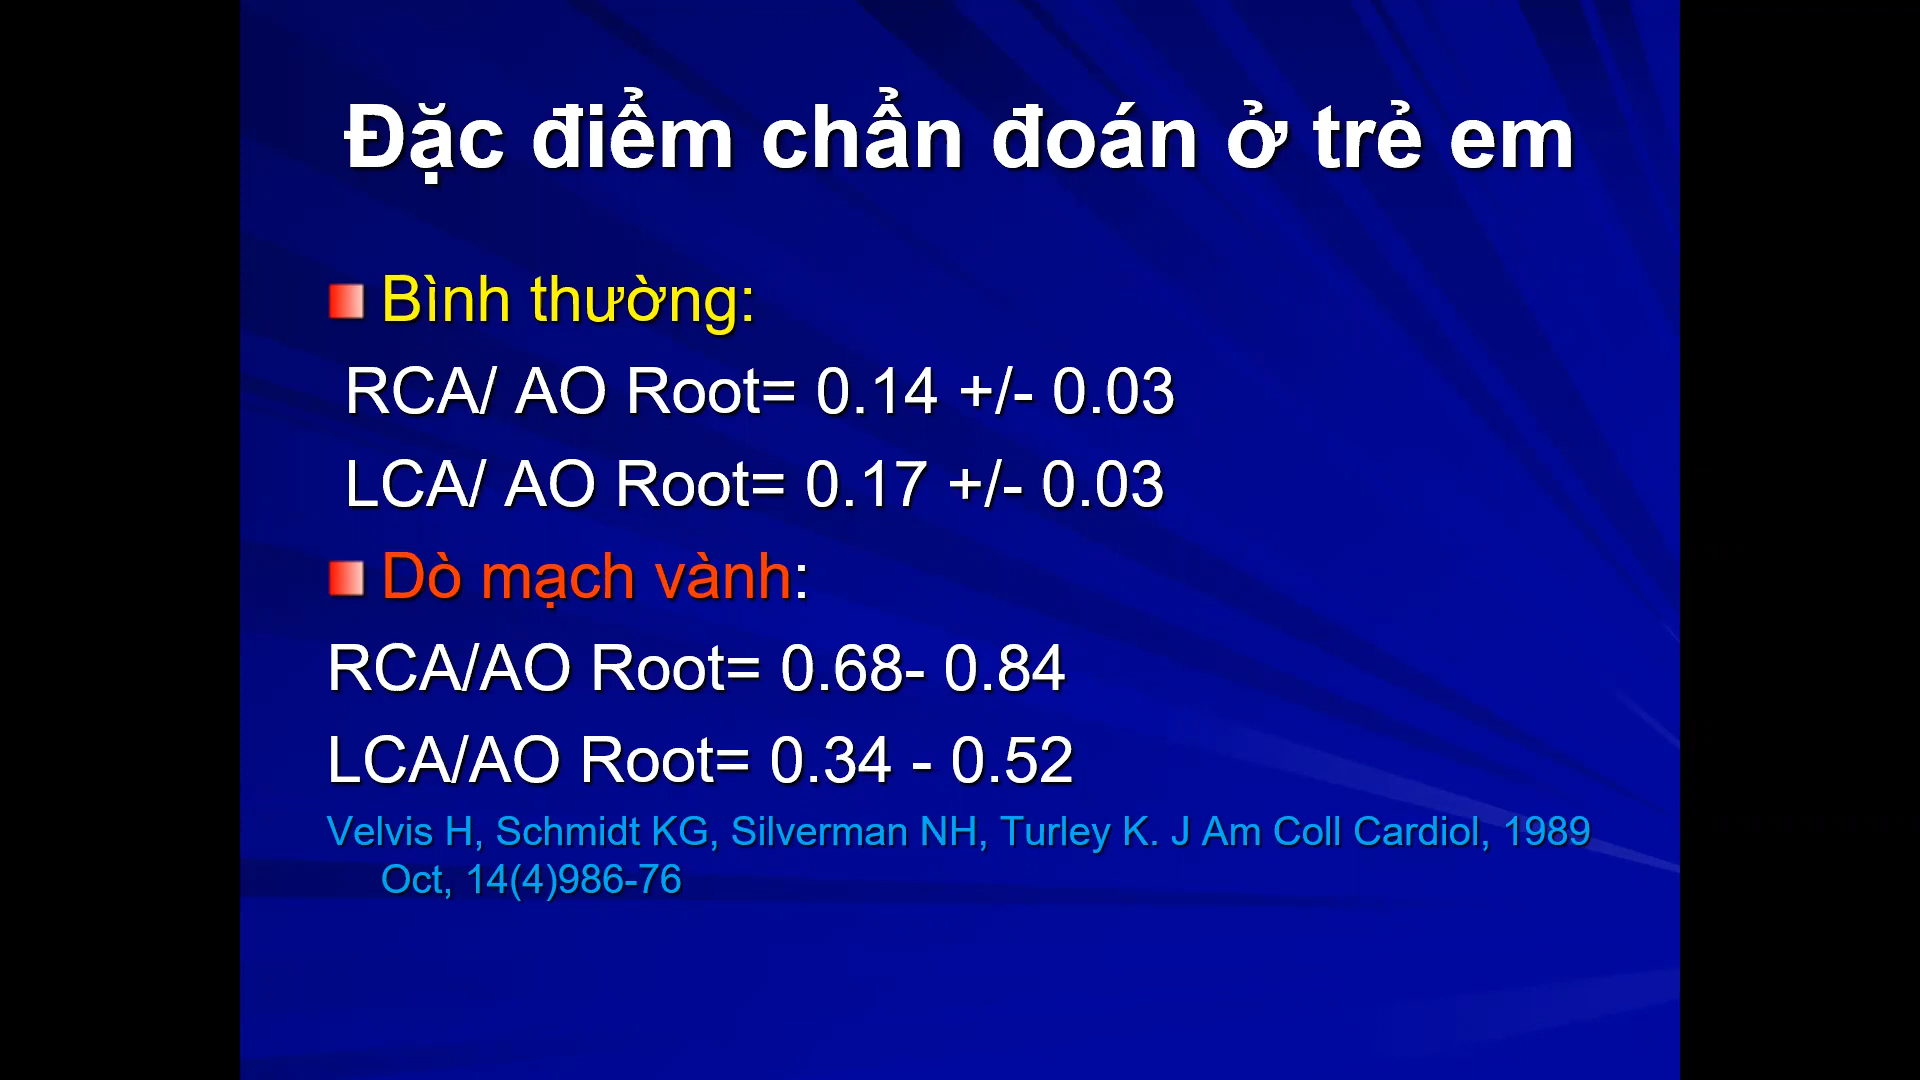 Đặc điểm chẩn đoán ở trẻ em
Bình thường:
RCA/ AO Root= 0.14 +/- 0.03
LCA/ AO Root= 0.17 +/- 0.03
Dò mạch vành:
RCA/AO Root= 0.68- 0.84
LCA/AO Root= 0.34 - 0.52
Velvis H, Schmidt KG, Silverman NH, Turley K. J Am Coll Cardiol, 1989
Oct, 14(4)986-76